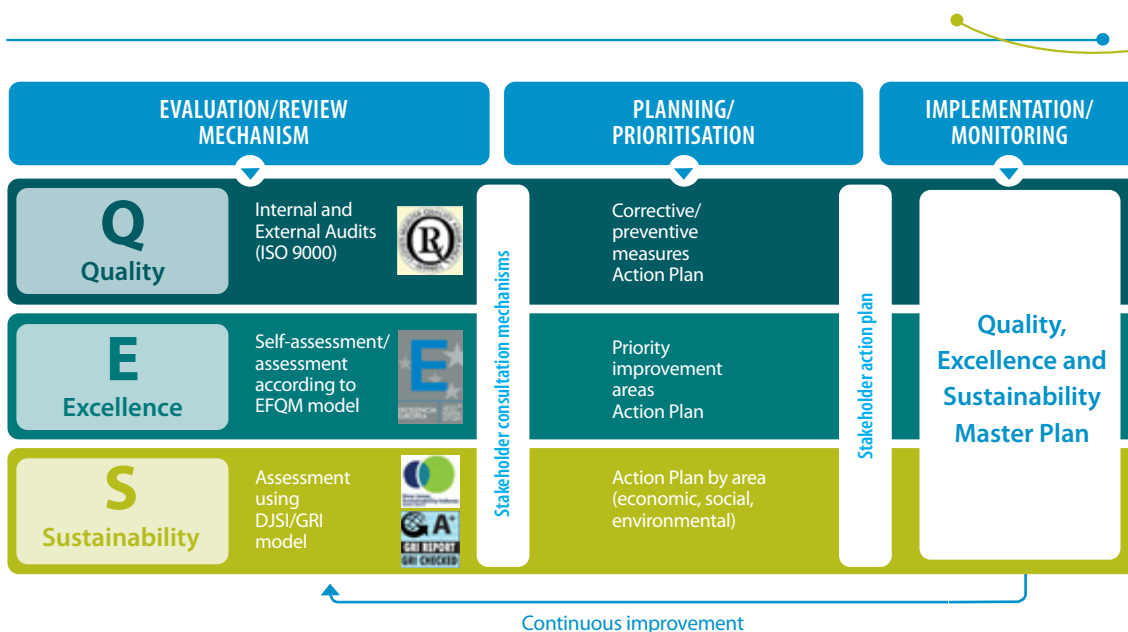 EVALUATION/REVIEW
MECHANISM
PLANNING/
PRIORITISATION
IMPLEMENTATION/
MONITORING
Q
Quality
Internal and
External Audits
(ISO 9000)
Stakeholder consultation mechanisms
Corrective/
preventive
measures
Action Plan
Stakeholder action plan
Quality,
Excellence and
Sustainability
Master Plan
E
Excellence
Self-assessment/
assessment
according to
EFQM model
E
EXCELENCIA
EUROPEA
Priority
improvement
areas
Action Plan
S
Sustainability
Assessment
using
DJSI/GRI
model
GA+
GRI REPORT
GRI CHECKED
Action Plan by area
(economic, social,
environmental)
Continuous improvement